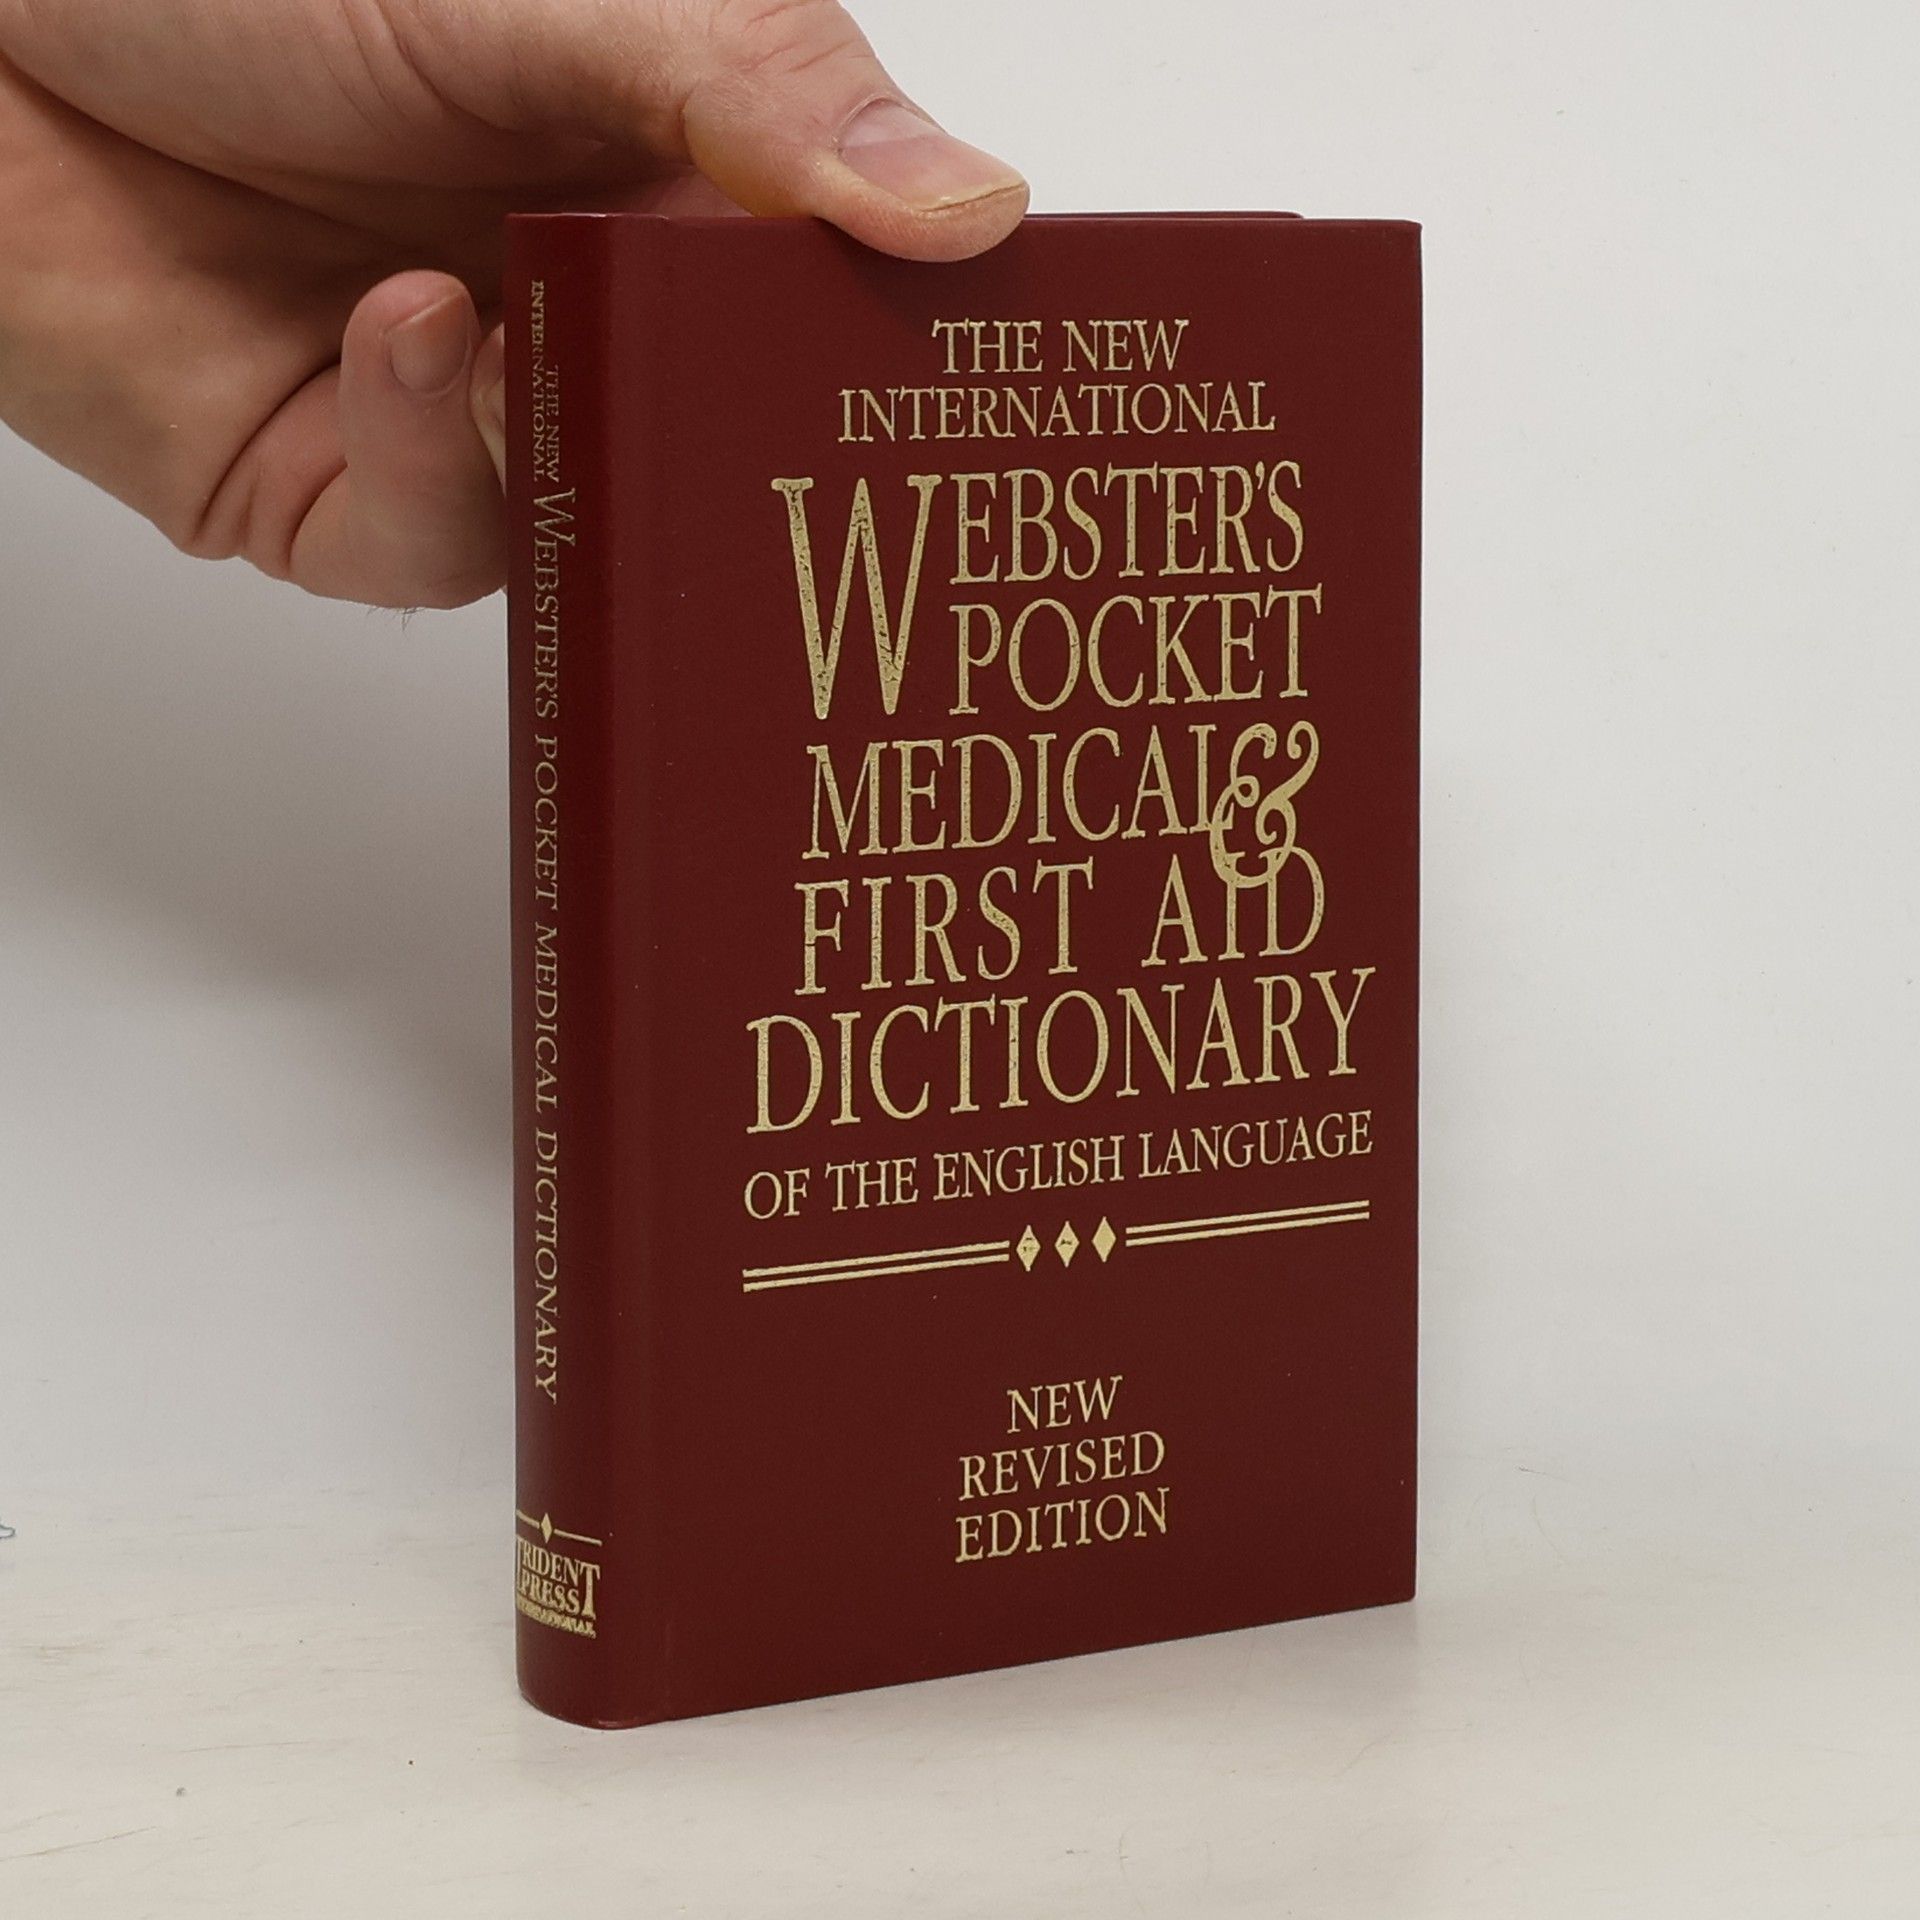 THE NEW
INTERNATIONAL
WEBSTER'S
POCKET
MEDICAL &
FIRST AID
DICTIONARY
OF THE ENGLISH LANGUAGE
NEW
REVISED
EDITION
THE NEW
INTERNATIONAL
WEBSTER'S POCKET MEDICAL DICTIONARY
TRIDENT
PRESS
INTERNATIONAL